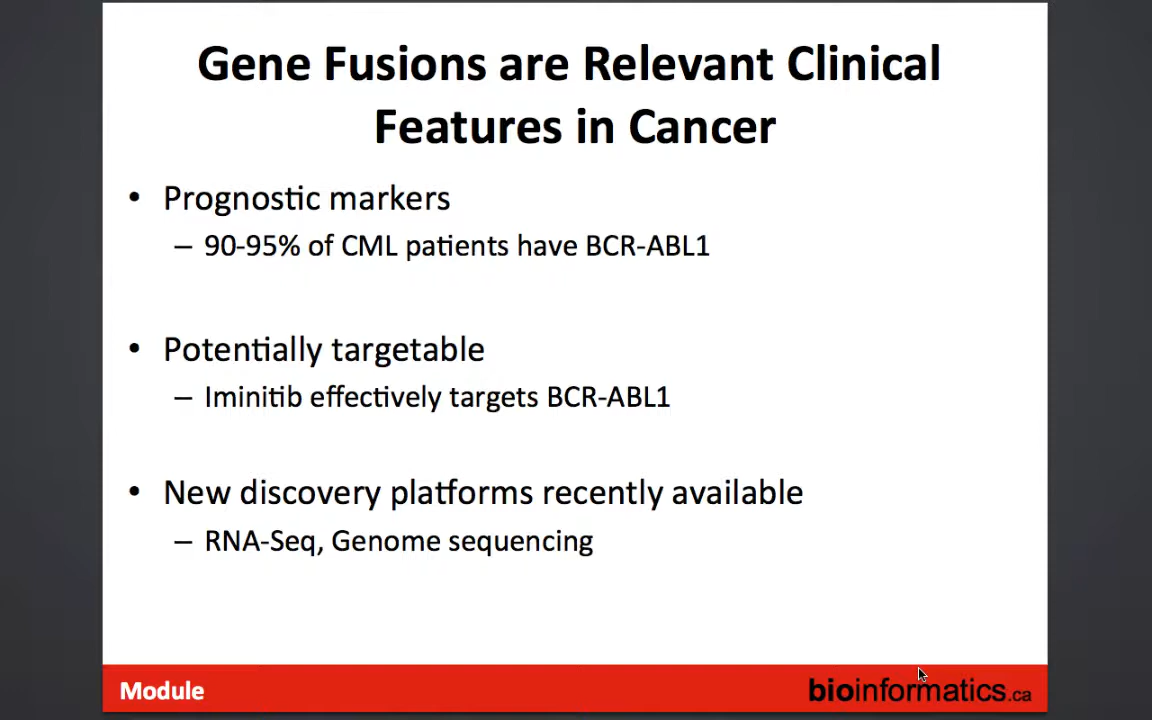 Gene Fusions are Relevant Clinical
Features in Cancer
• Prognostic markers
– 90-95% of CML patients have BCR-ABL1
• Potentially targetable
– Iminitib effectively targets BCR-ABL1
• New discovery platforms recently available
– RNA-Seq, Genome sequencing
Module
bioinformatics.ca